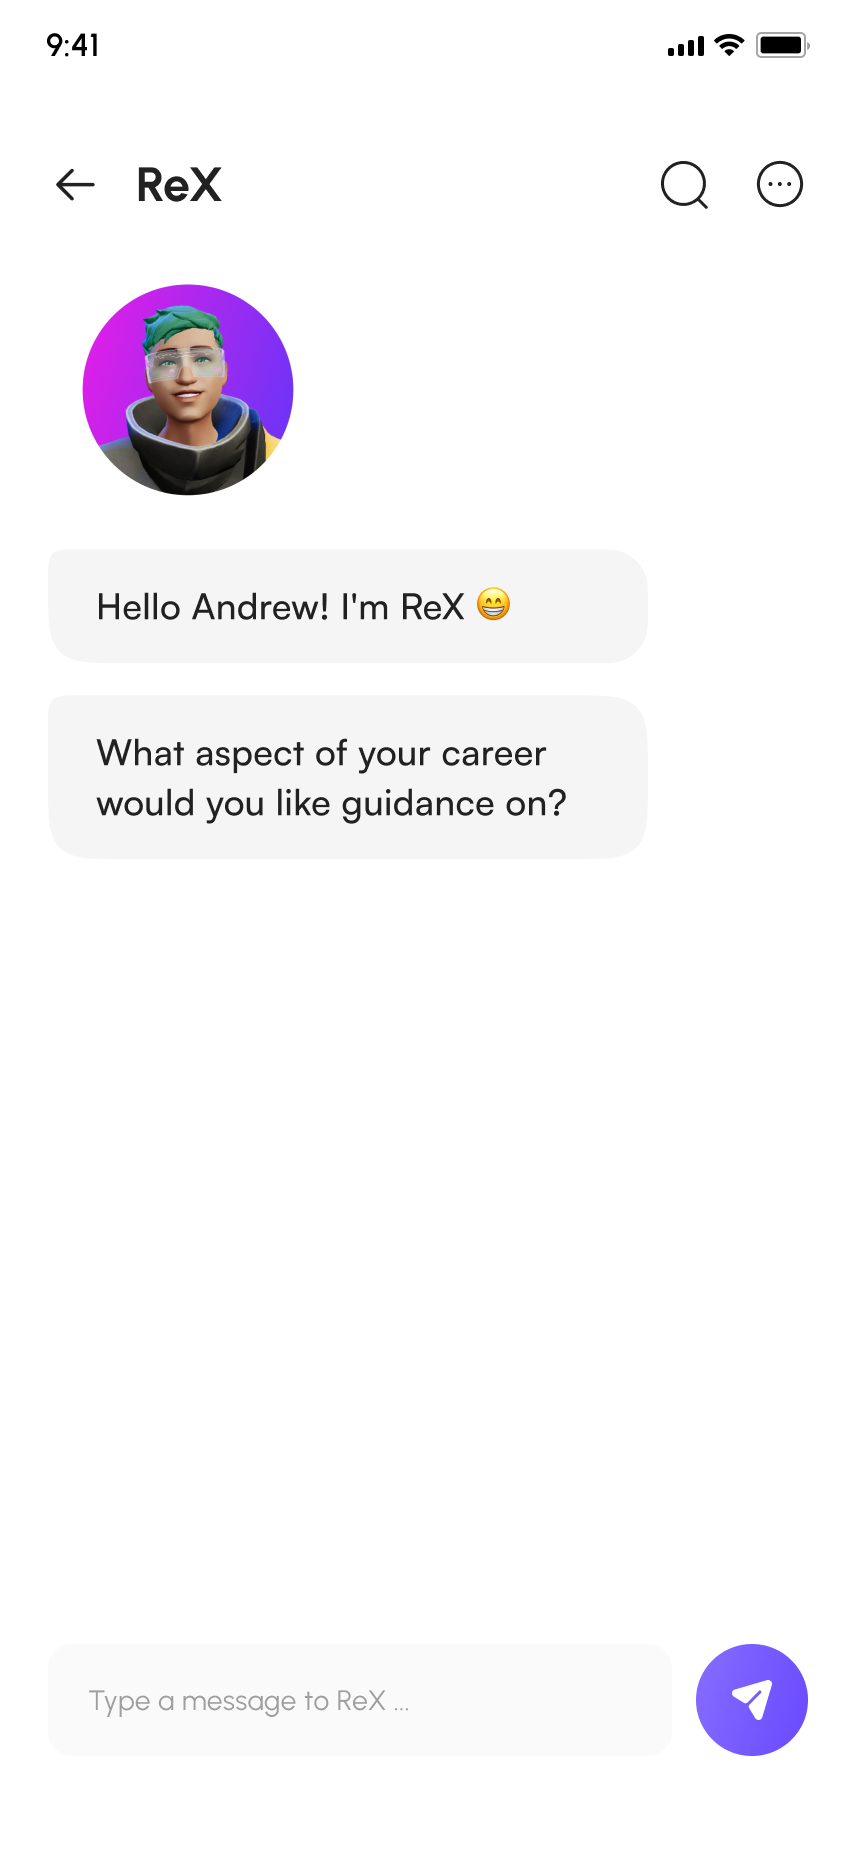 9:41
ReX
Hello Andrew! I'm ReX 😁
What aspect of your career
would you like guidance on?
Type a message to ReX ...